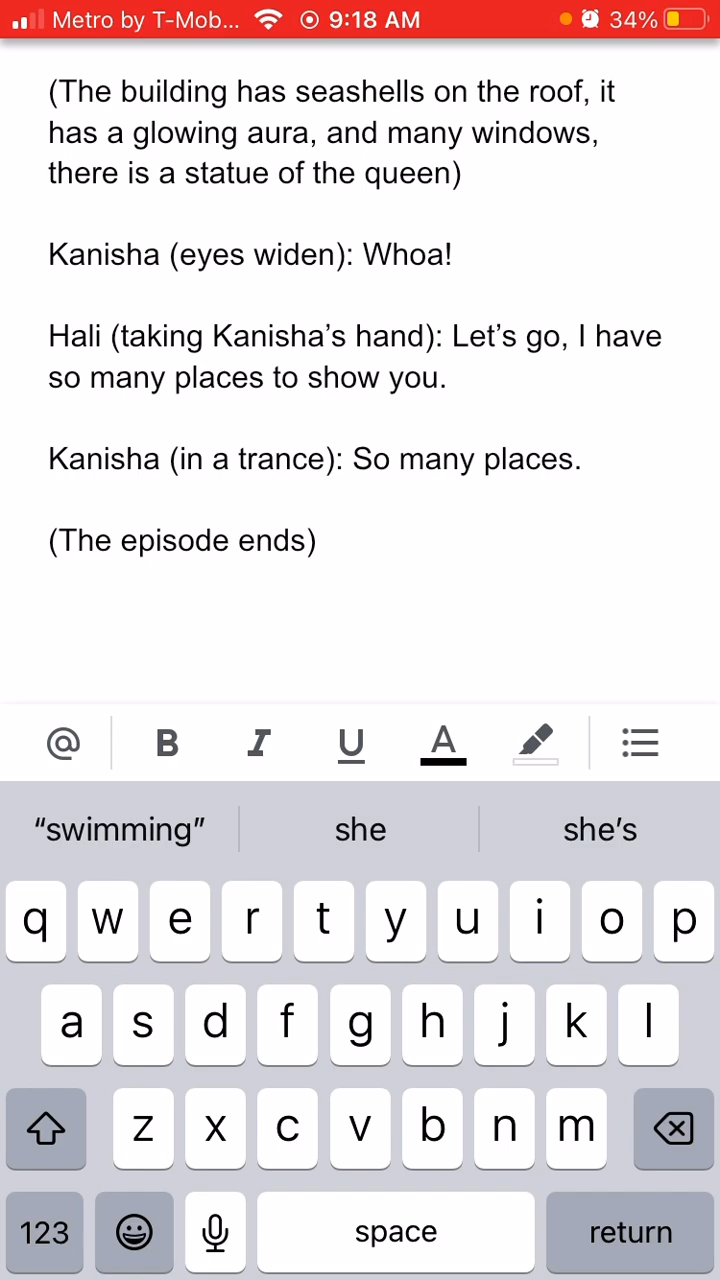 Metro by T-Mob... 9:18 AM 34%
(The building has seashells on the roof, it
has a glowing aura, and many windows,
there is a statue of the queen)
Kanisha (eyes widen): Whoa!
Hali (taking Kanisha’s hand): Let’s go, I have
so many places to show you.
Kanisha (in a trance): So many places.
(The episode ends)
@ B I U A
“swimming” she she’s
q w e r t y u i o p
a s d f g h j k l
z x c v b n m
123 space return